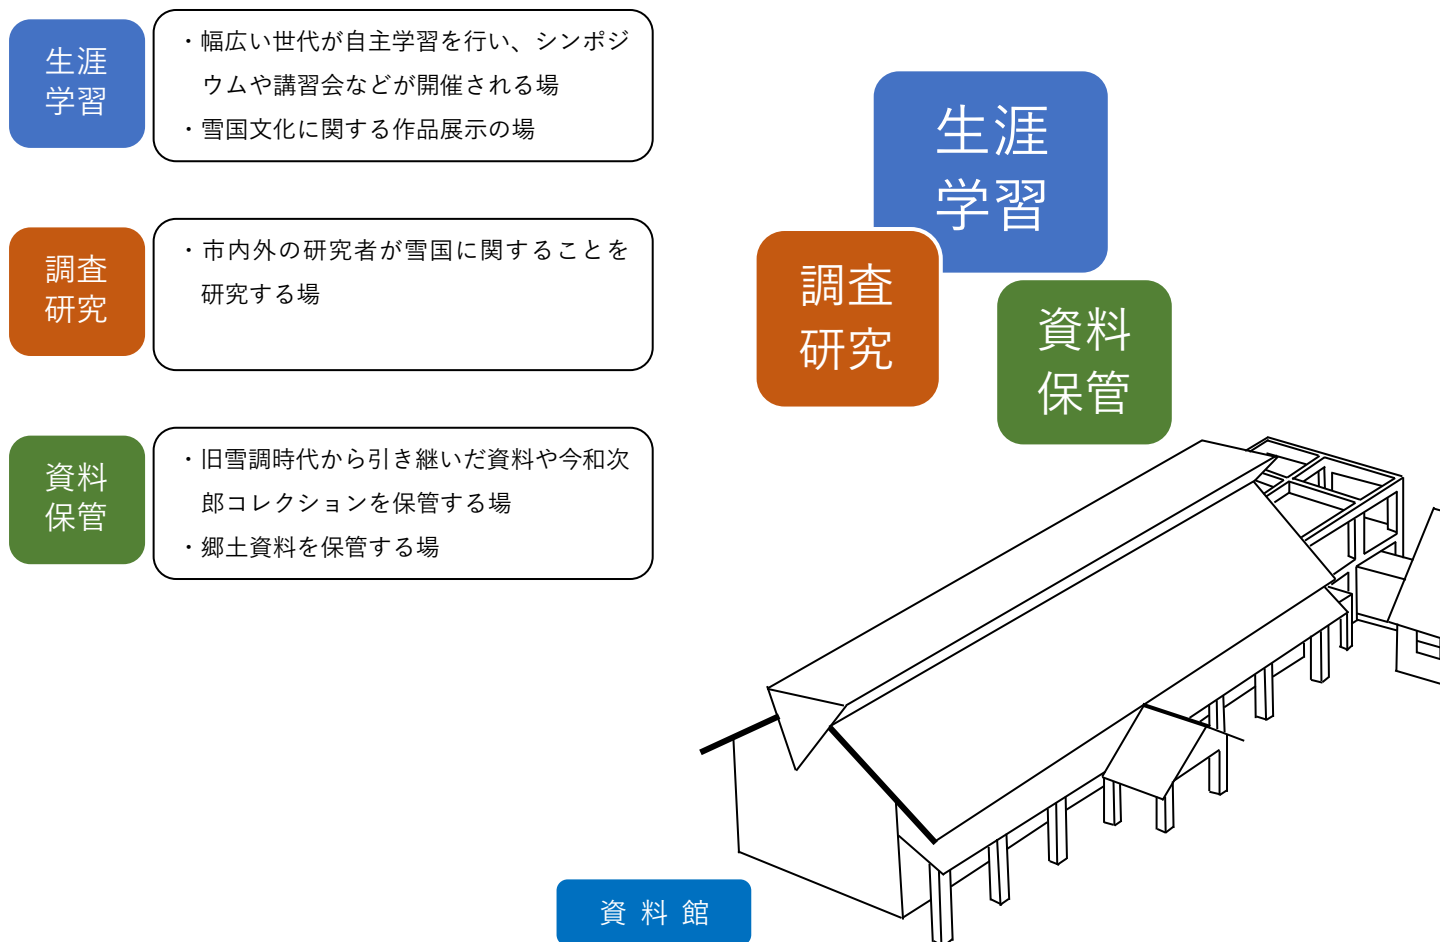 生涯
学習
・幅広い世代が自主学習を行い、シンポジ
ウムや講習会などが開催される場
・雪国文化に関する作品展示の場
調査
研究
・市内外の研究者が雪国に関することを
研究する場
資料
保管
・旧雪調時代から引き継いだ資料や今和次
郎コレクションを保管する場
・郷土資料を保管する場
生涯
学習
調査
研究
資料
保管
資料館